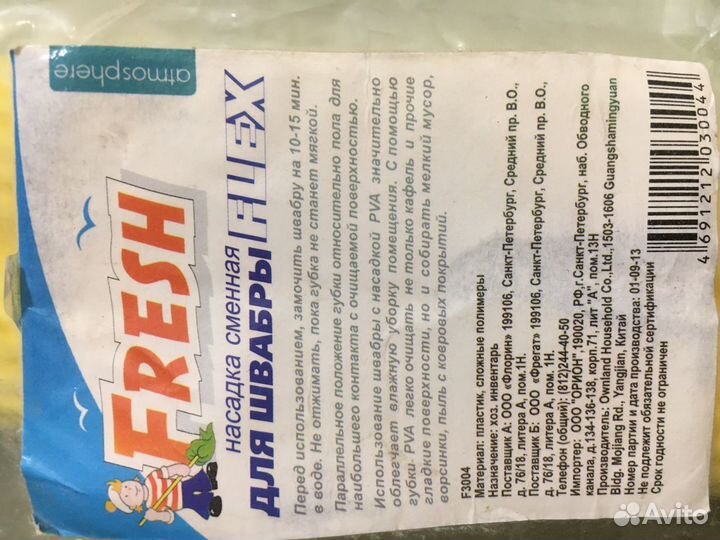 atmosphere
FRESH
насадка сменная
ДЛЯ ШВАБРЫ FLEX
Перед использованием, замочить швабру на 10-15 мин.
в воде. Не отжимать, пока губка не станет мягкой.
Параллельное положение губки относительно пола для
наибольшего контакта с очищаемой поверхностью.
Использование швабры с насадкой PVA значительно
облегчает влажную уборку помещения. С помощью
губки- PVA легко очищать не только кафель и прочие
гладкие поверхности, но и собирать мелкий мусор,
ворсинки, пыль с ковровых покрытий.
F3004
Материал: пластик, сложные полимеры
Назначение: хоз. инвентарь
Поставщик А: ООО «Флорин» 199106, Санкт-Петербург, Средний пр. В.О.,
д. 76/18, литера А, пом.1Н.
Поставщик Б: ООО «Фрегат» 199106, Санкт-Петербург, Средний пр. В.О.,
д. 76/18, литера А, пом. 1Н.
Телефон (общий): (812)244-40-50
Импортер: ООО "ОРИОН",190020, РФ,г.Санкт-Петербург, наб. Обводного
канала, д.134-136-138, корп.71, лит "А", пом.13Н
Производитель: Ownland Household Co.,Ltd.,1503-1606 Guangshamingyuan
Bldg. Mojiang Rd., Yangjian, Китай
Номер партии и дата производства: 01-09-13
Не подлежит обязательной сертификации
Срок годности не ограничен
4 691212 030044
Avito